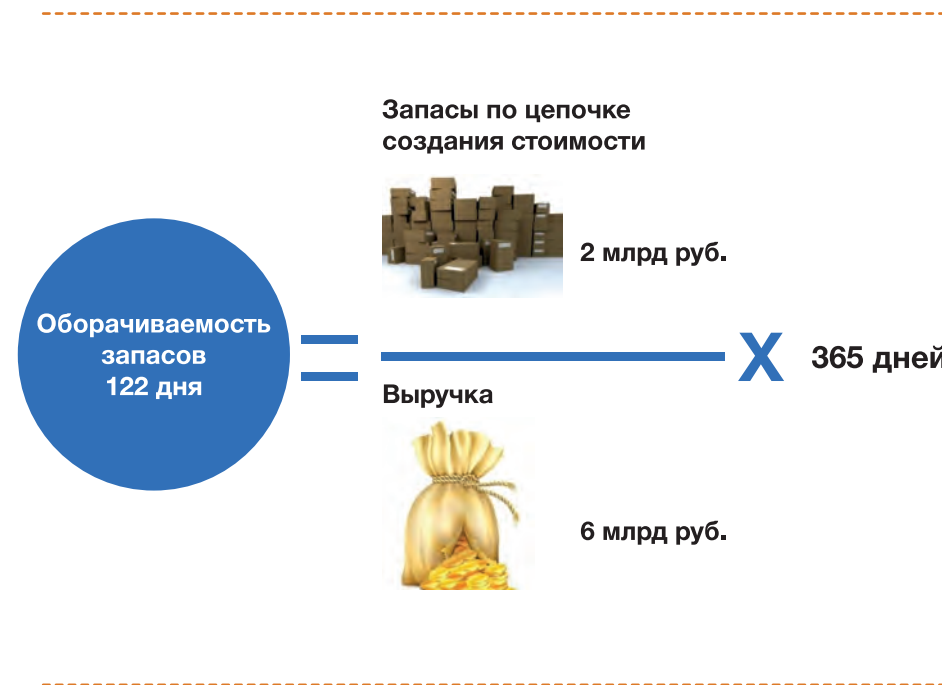 Запасы по цепочке
создания стоимости
2 млрд руб.
Оборачиваемость
запасов
122 дня
=
X
365 дней
Выручка
6 млрд руб.